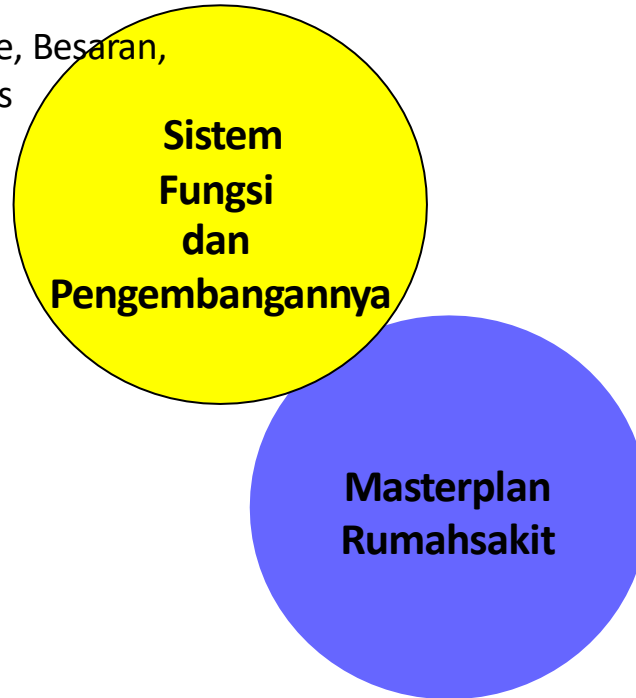 e, Besaran,
s
Sistem
Fungsi
dan
Pengembangannya
Masterplan
Rumahsakit